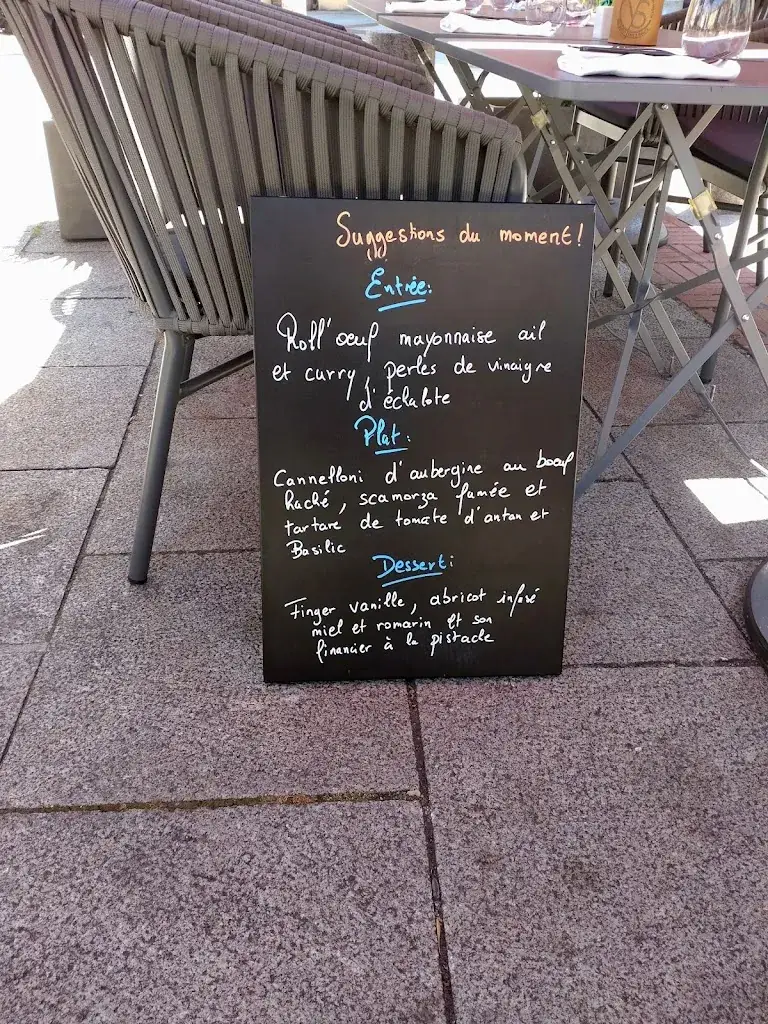 Suggestions du moment!
Entrée:
Roll'oeuf mayonnaise ail
et curry, perles de vinaigre
d'échalote
Plat:
Cannelloni d'aubergine au boeuf
haché, scamorza fumée et
tartare de tomate d'antan et
Basilic
Dessert:
Finger vanille, abricot infusé
miel et romarin et son
financier à la pistache